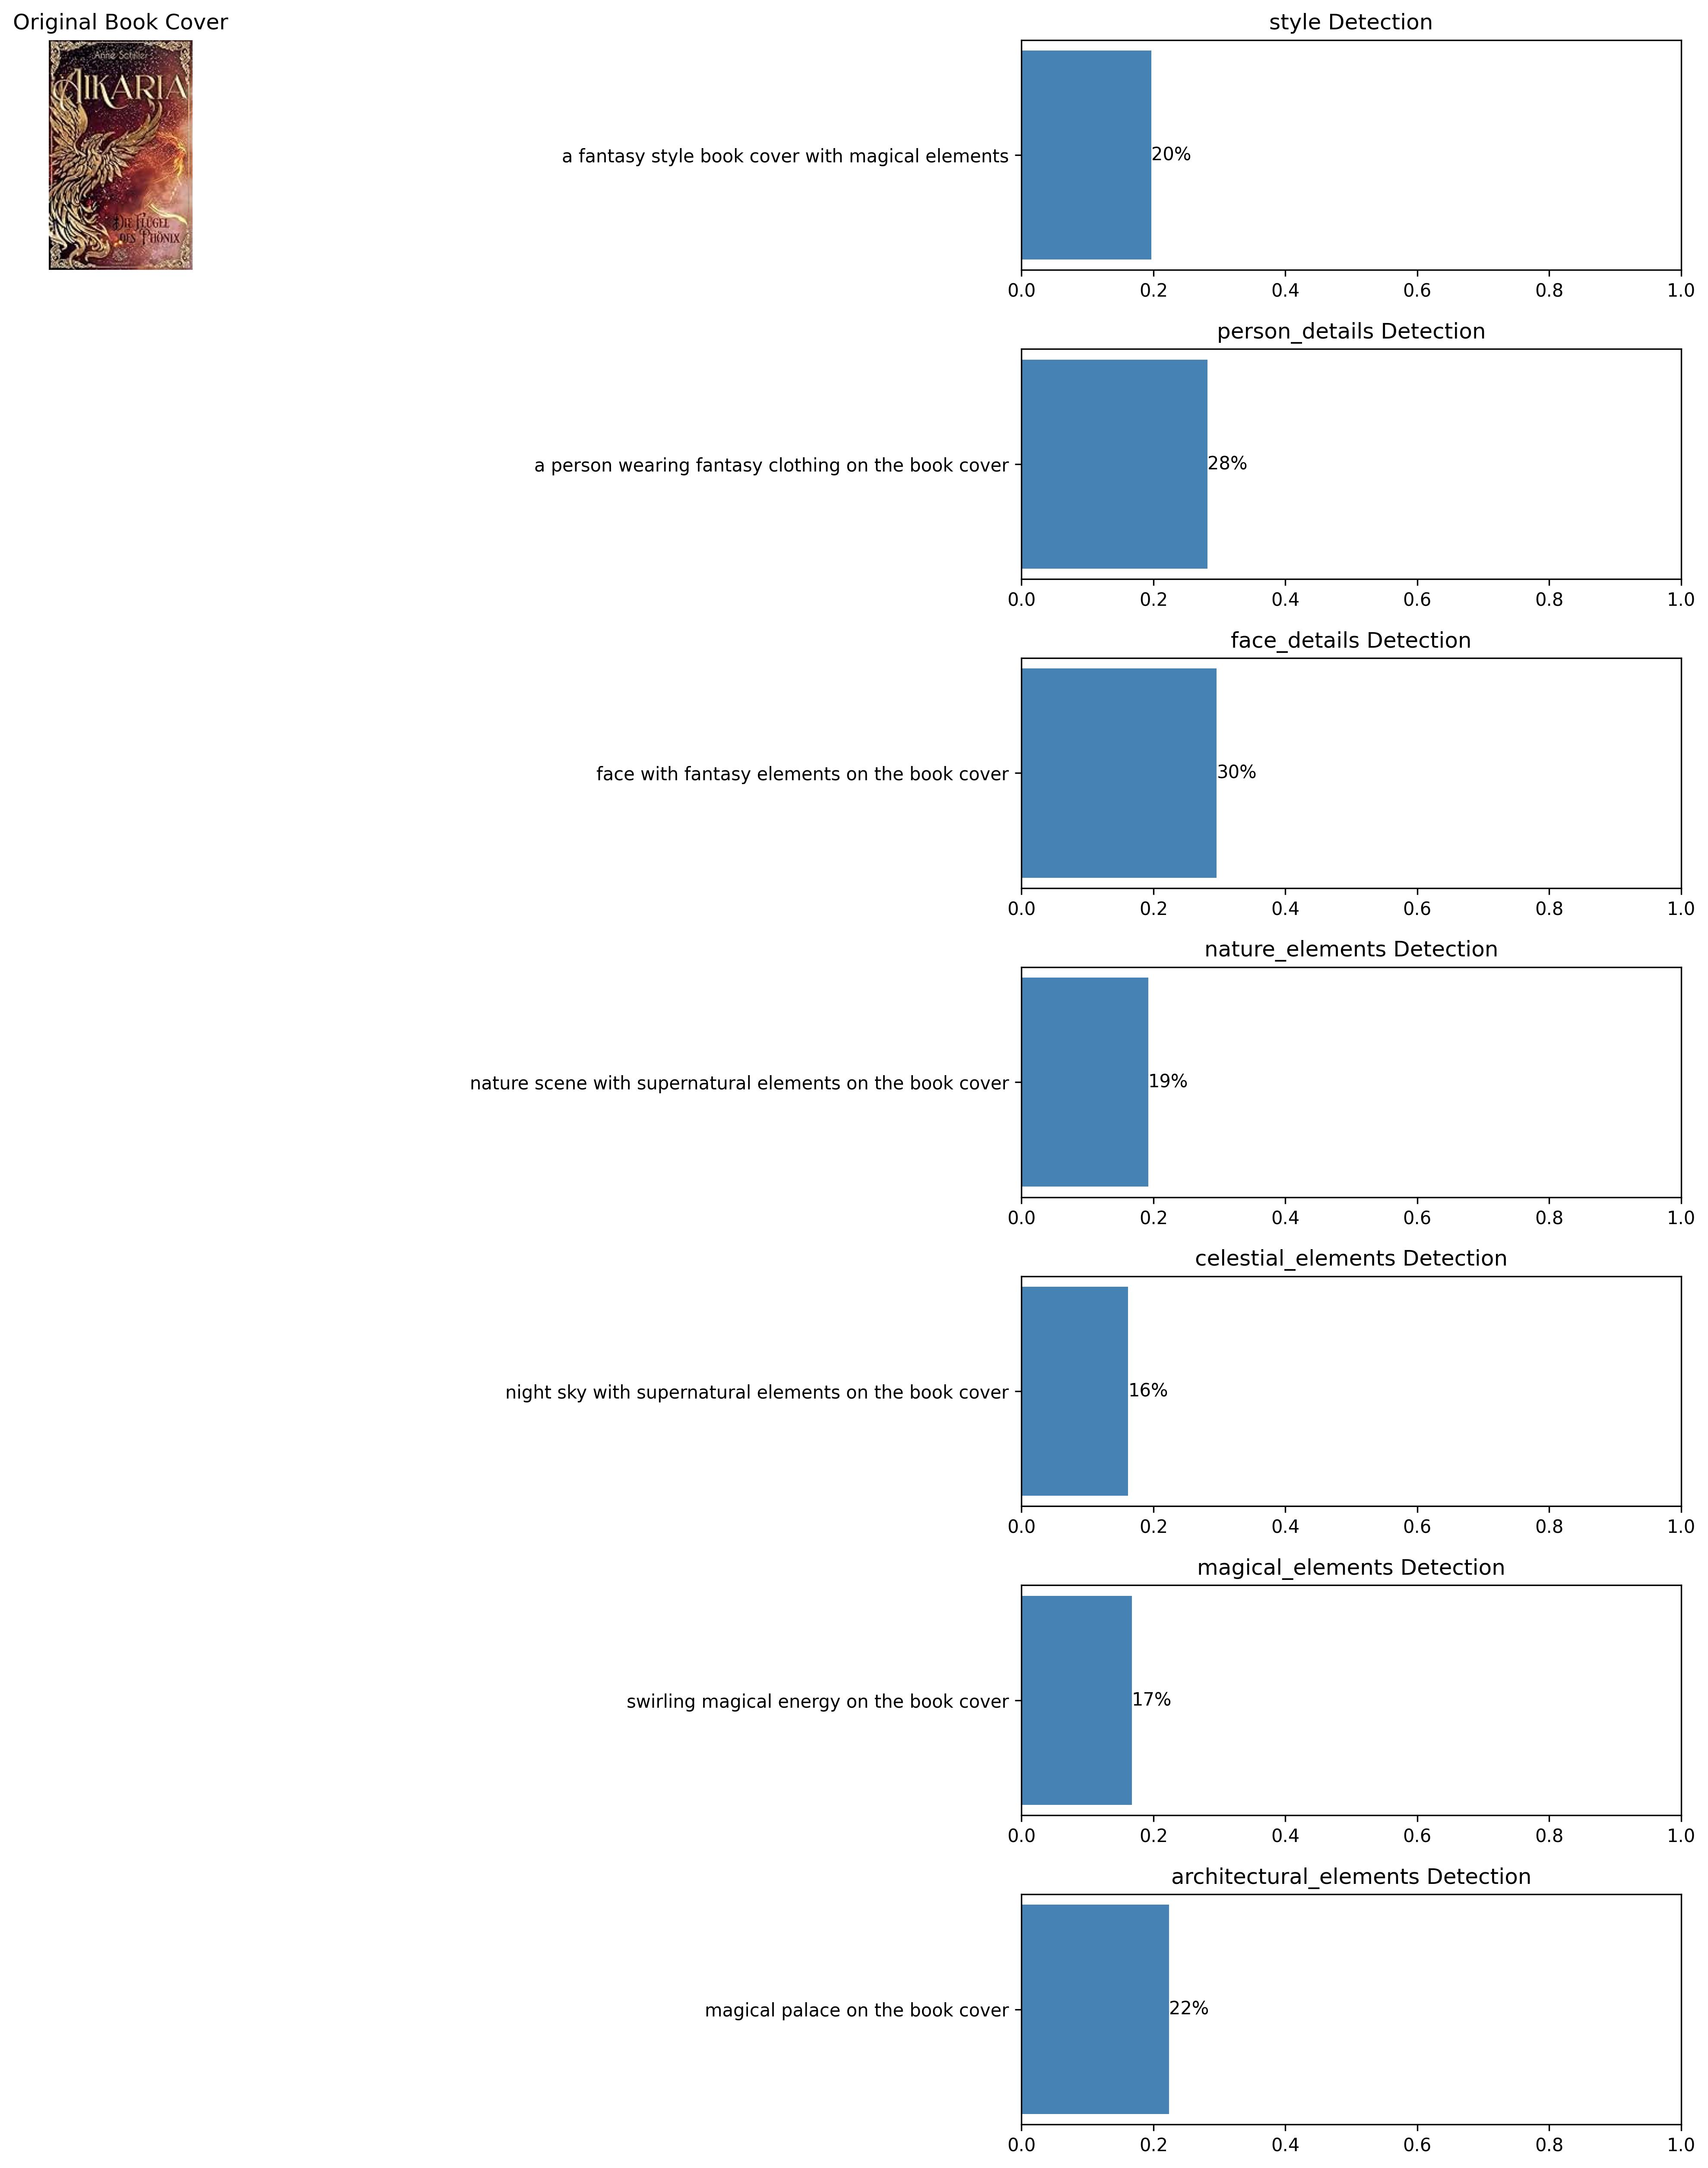 Original Book Cover
Anne Schiller
AIKARIA
DIE FLÜGEL
DES PHÖNIX
style Detection
a fantasy style book cover with magical elements
20%
0.0 0.2 0.4 0.6 0.8 1.0
person_details Detection
a person wearing fantasy clothing on the book cover
28%
0.0 0.2 0.4 0.6 0.8 1.0
face_details Detection
face with fantasy elements on the book cover
30%
0.0 0.2 0.4 0.6 0.8 1.0
nature_elements Detection
nature scene with supernatural elements on the book cover
19%
0.0 0.2 0.4 0.6 0.8 1.0
celestial_elements Detection
night sky with supernatural elements on the book cover
16%
0.0 0.2 0.4 0.6 0.8 1.0
magical_elements Detection
swirling magical energy on the book cover
17%
0.0 0.2 0.4 0.6 0.8 1.0
architectural_elements Detection
magical palace on the book cover
22%
0.0 0.2 0.4 0.6 0.8 1.0